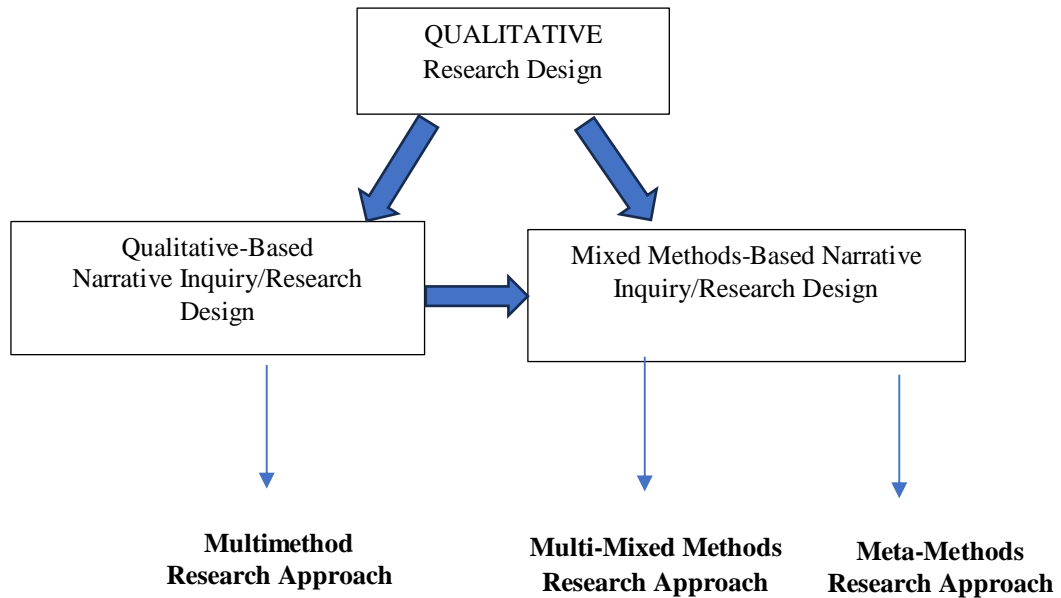 QUALITATIVE
Research Design
Qualitative-Based
Narrative Inquiry/Research
Design
Mixed Methods-Based Narrative
Inquiry/Research Design
Multimethod
Research Approach
Multi-Mixed Methods
Research Approach
Meta-Methods
Research Approach